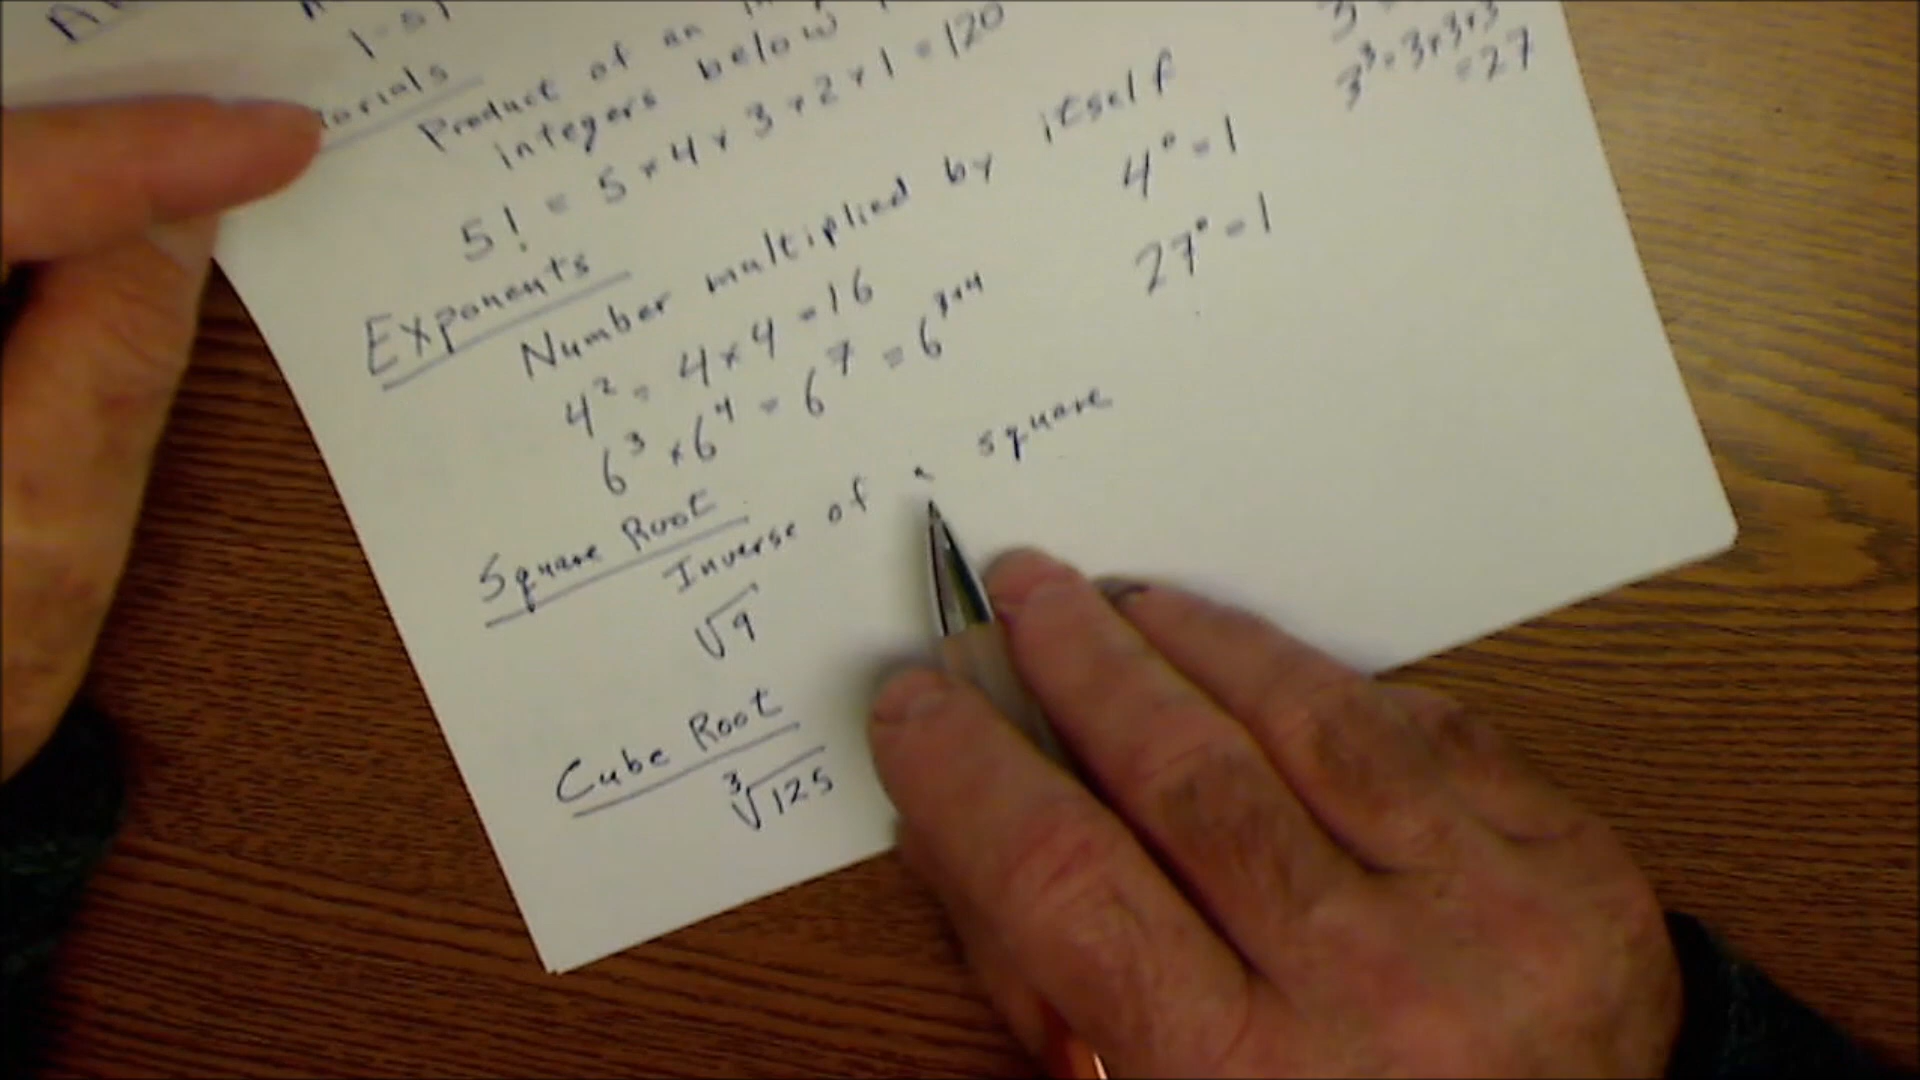 Product of an
integers below
5! = 5 × 4 × 3 × 2 × 1 = 120
Exponents
Number multiplied by itself
4² = 4 × 4 = 16
6³ × 6⁴ = 6⁷ = 6³⁺⁴
3³ = 3×3×3
= 27
4⁰ = 1
27⁰ = 1
Square Root
Inverse of a square
√9
Cube Root
³√125